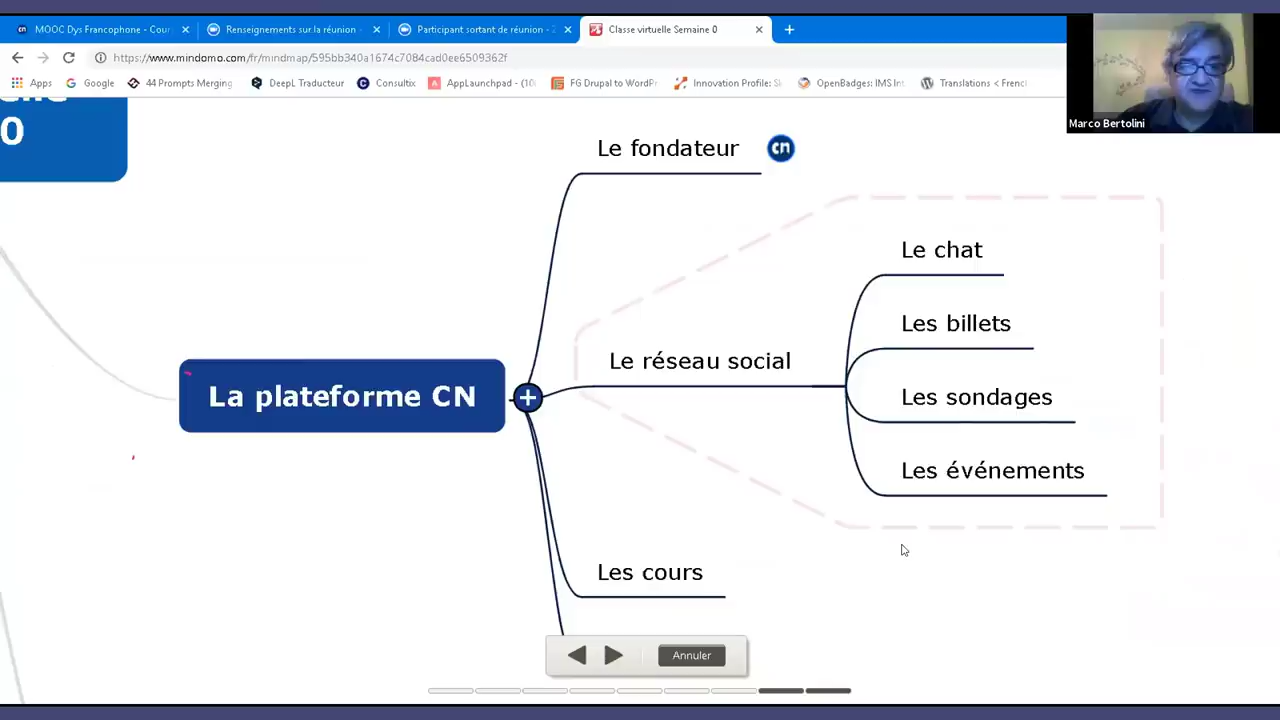 MOOC Dys Francophone - Cour
Renseignements sur la réunion
Participant sortant de réunion - Z
Classe virtuelle Semaine 0
https://www.mindomo.com/fr/mindmap/595bb340a1674c7084cad0ee6509362f
Apps
Google
44 Prompts Merging
DeepL Traducteur
Consultix
AppLaunchpad - (10
FG Drupal to WordPr
Innovation Profile: Sk
OpenBadges: IMS Int
Translations < Frencl
Marco Bertolini
0
Le fondateur
cn
Le chat
Les billets
Le réseau social
La plateforme CN
Les sondages
Les événements
Les cours
Annuler